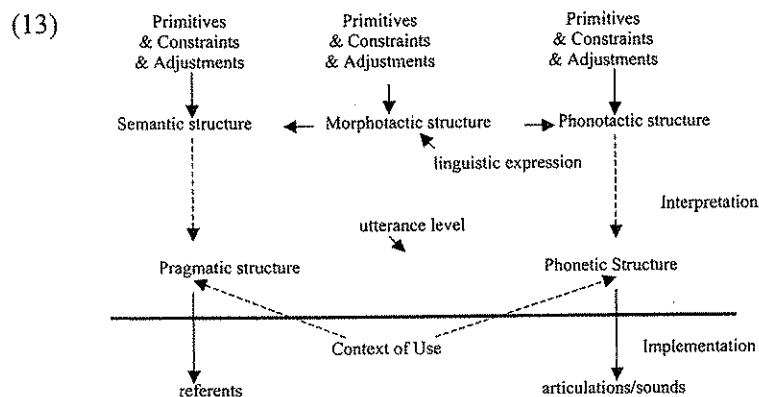 (13)
Primitives Primitives Primitives
& Constraints & Constraints & Constraints
& Adjustments & Adjustments & Adjustments
Semantic structure Morphotactic structure Phonotactic structure
linguistic expression
Interpretation
utterance level
Pragmatic structure Phonetic Structure
Context of Use Implementation
referents articulations/sounds